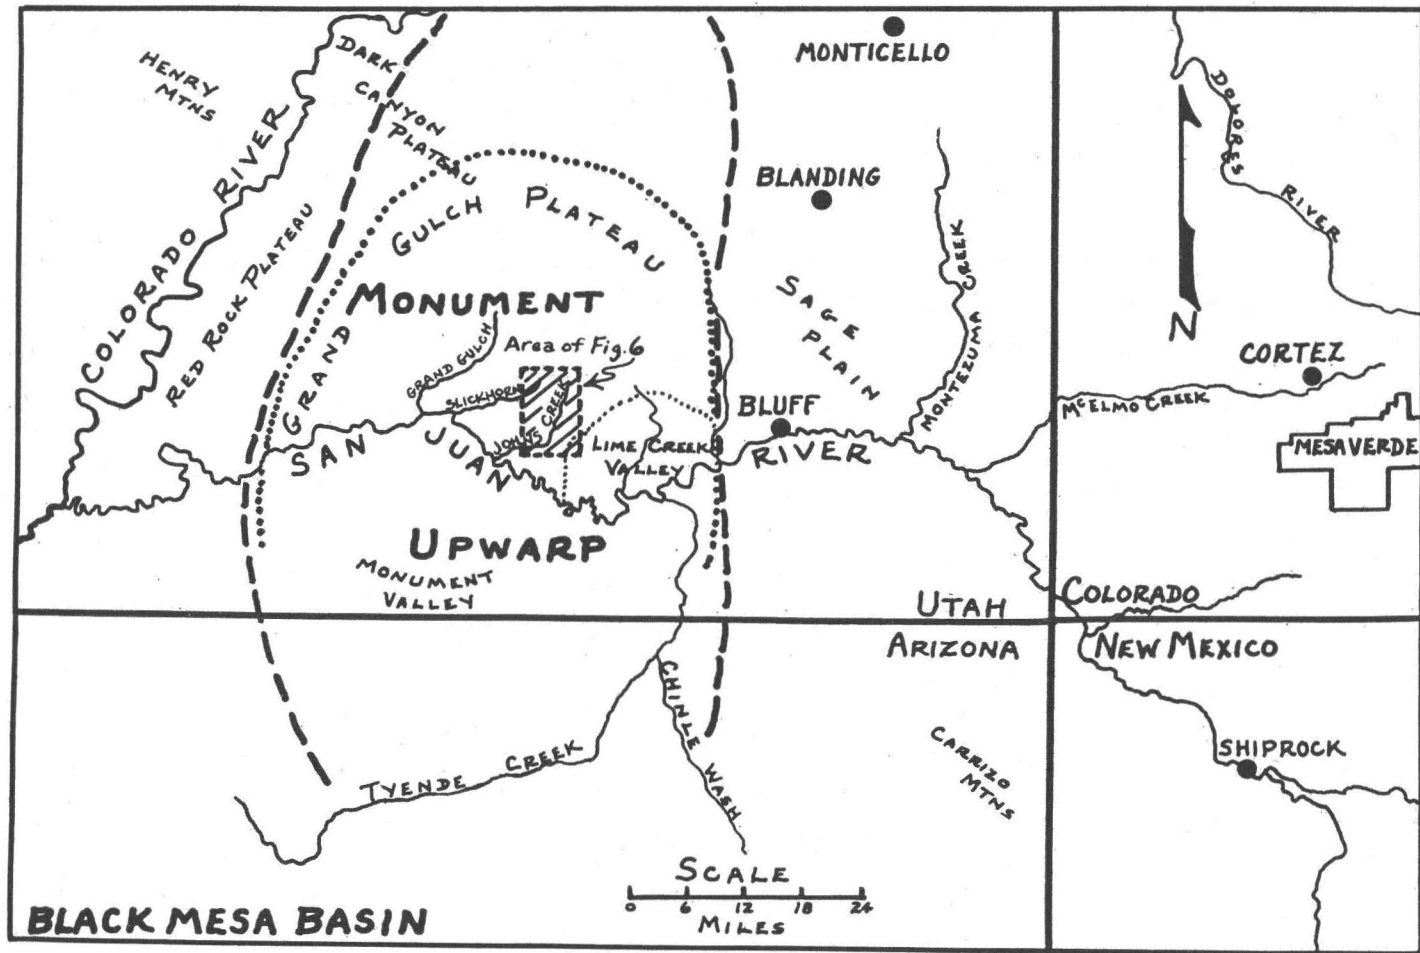 HENRY
MTNS
DARK
CANYON
PLATEAU
MONTICELLO
DOLORES
RIVER
COLORADO RIVER
RED ROCK PLATEAU
BLANDING
GRAND
GULCH PLATEAU
MONUMENT
SAGE
PLAIN
MONTEZUMA CREEK
N
Area of Fig.6
GRAND GULCH
SLICKHORN
JOHN'S CREEK
LIME CREEK
VALLEY
BLUFF
CORTEZ
MCELMO CREEK
MESA VERDE
SAN JUAN RIVER
UPWARP
MONUMENT
VALLEY
UTAH
COLORADO
ARIZONA
NEW MEXICO
CHINLE WASH
TYENDE CREEK
CARRIZO
MTNS
SHIPROCK
SCALE
0 6 12 18 24
MILES
BLACK MESA BASIN